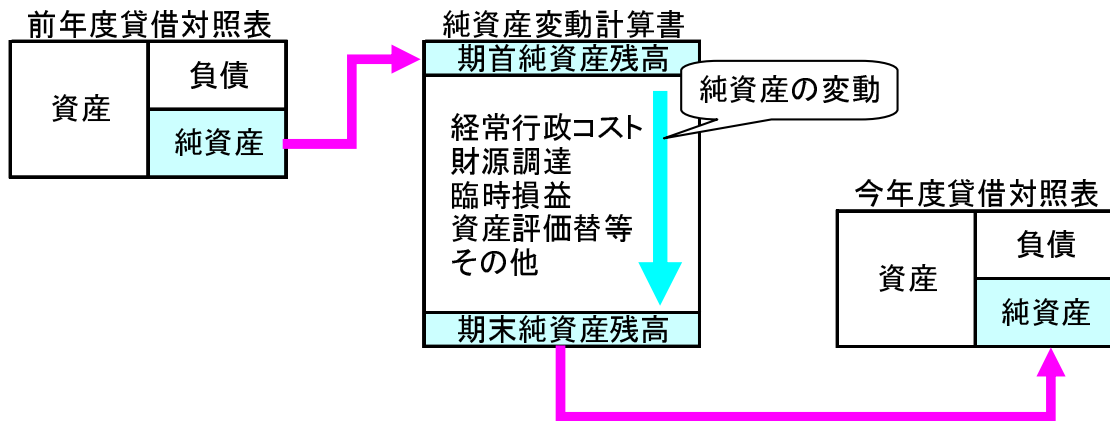 前年度貸借対照表
資産
負債
純資産
純資産変動計算書
期首純資産残高
純資産の変動
経常行政コスト
財源調達
臨時損益
資産評価替等
その他
期末純資産残高
今年度貸借対照表
資産
負債
純資産